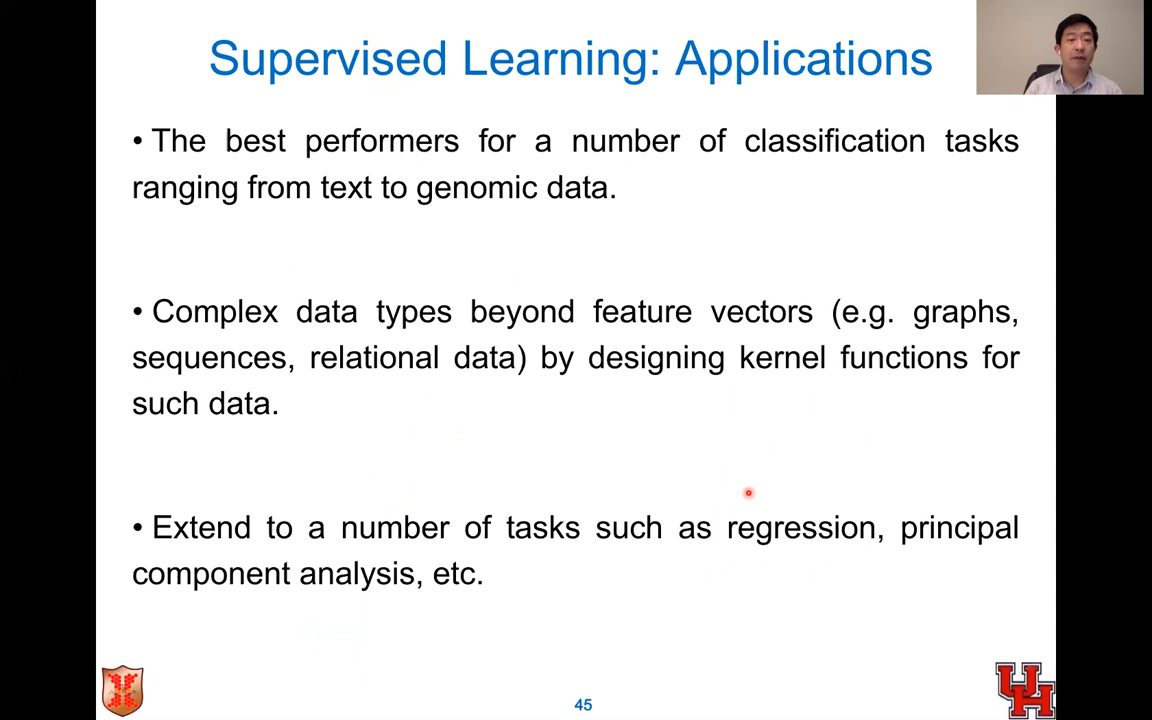 Supervised Learning: Applications
• The best performers for a number of classification tasks
ranging from text to genomic data.
• Complex data types beyond feature vectors (e.g. graphs,
sequences, relational data) by designing kernel functions for
such data.
• Extend to a number of tasks such as regression, principal
component analysis, etc.
45
UH